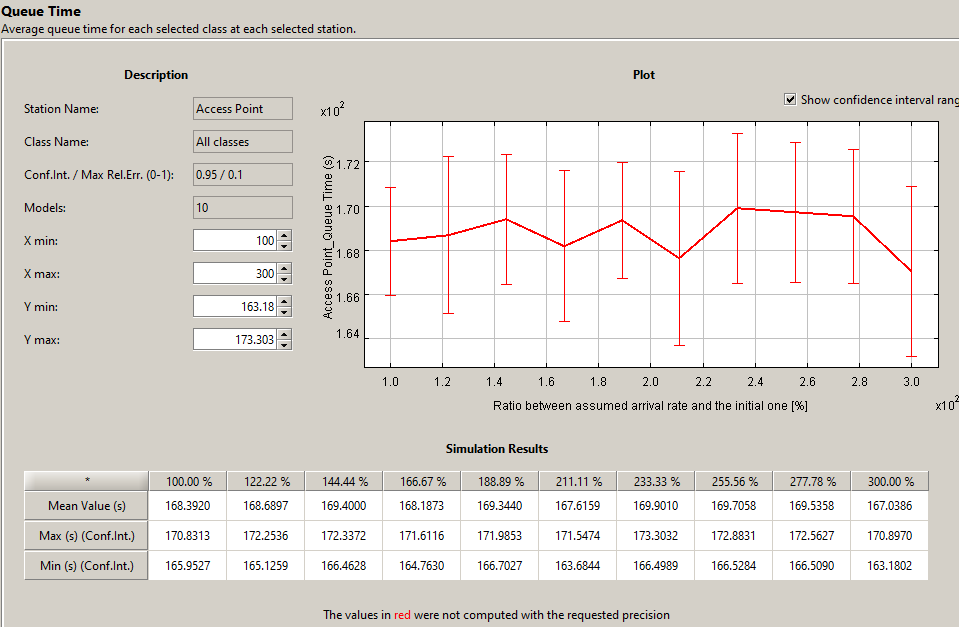 Queue Time
Average queue time for each selected class at each selected station.
Description
Station Name: Access Point
Class Name: All classes
Conf.Int. / Max Rel.Err. (0-1): 0.95 / 0.1
Models: 10
X min: 100
X max: 300
Y min: 163.18
Y max: 173.303
Plot
Show confidence interval rang
x10^2
Access Point_Queue Time (s)
1.72
1.70
1.68
1.66
1.64
1.0 1.2 1.4 1.6 1.8 2.0 2.2 2.4 2.6 2.8 3.0
Ratio between assumed arrival rate and the initial one [%]
x10^2
Simulation Results
* 100.00 % 122.22 % 144.44 % 166.67 % 188.89 % 211.11 % 233.33 % 255.56 % 277.78 % 300.00 %
Mean Value (s) 168.3920 168.6897 169.4000 168.1873 169.3440 167.6159 169.9010 169.7058 169.5358 167.0386
Max (s) (Conf.Int.) 170.8313 172.2536 172.3372 171.6116 171.9853 171.5474 173.3032 172.8831 172.5627 170.8970
Min (s) (Conf.Int.) 165.9527 165.1259 166.4628 164.7630 166.7027 163.6844 166.4989 166.5284 166.5090 163.1802
The values in red were not computed with the requested precision